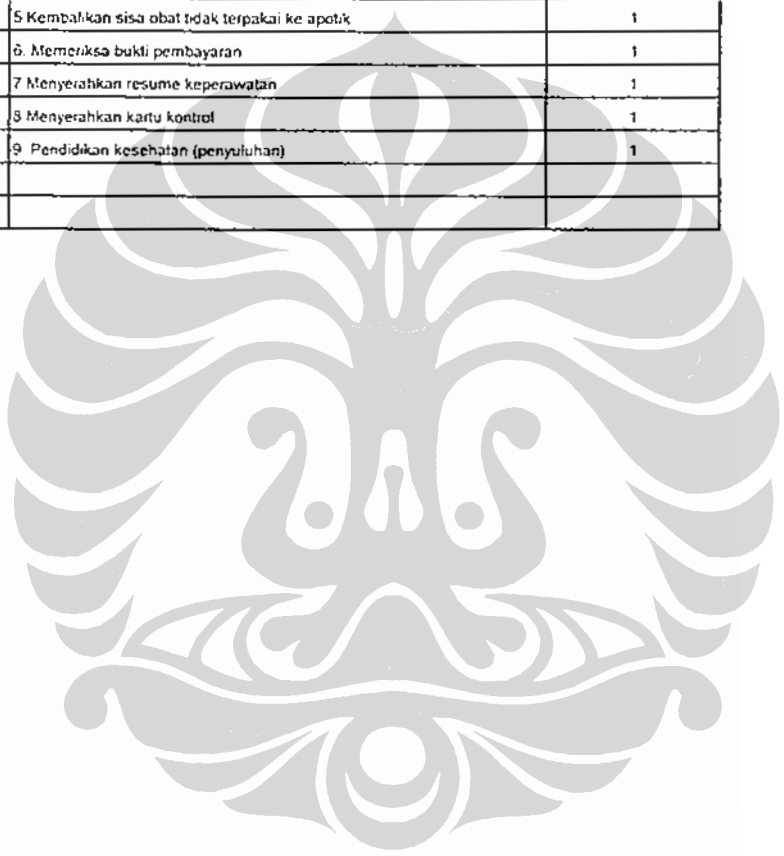 5 Kembalikan sisa obat tidak terpakai ke apotik 1
6. Memeriksa bukti pembayaran 1
7 Menyerahkan resume keperawatan 1
8 Menyerahkan kartu kontrol 1
9 Pendidikan kesehatan (penyuluhan) 1